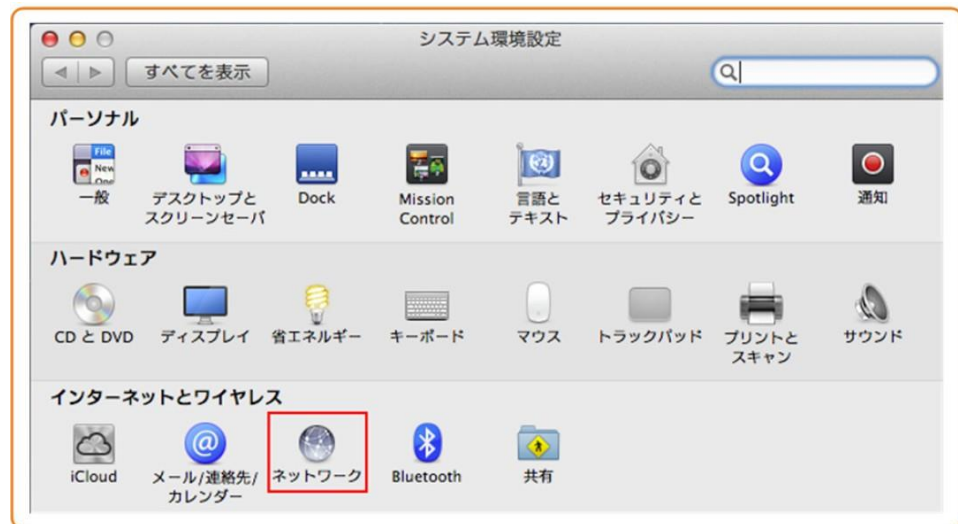 システム環境設定
すべてを表示
パーソナル
File
New
One
一般
デスクトップと
スクリーンセーバ
Dock
Mission
Control
言語と
テキスト
セキュリティと
プライバシー
Spotlight
通知
ハードウェア
CD と DVD
ディスプレイ
省エネルギー
キーボード
マウス
トラックパッド
プリントと
スキャン
サウンド
インターネットとワイヤレス
iCloud
@
メール/連絡先/
カレンダー
ネットワーク
Bluetooth
共有